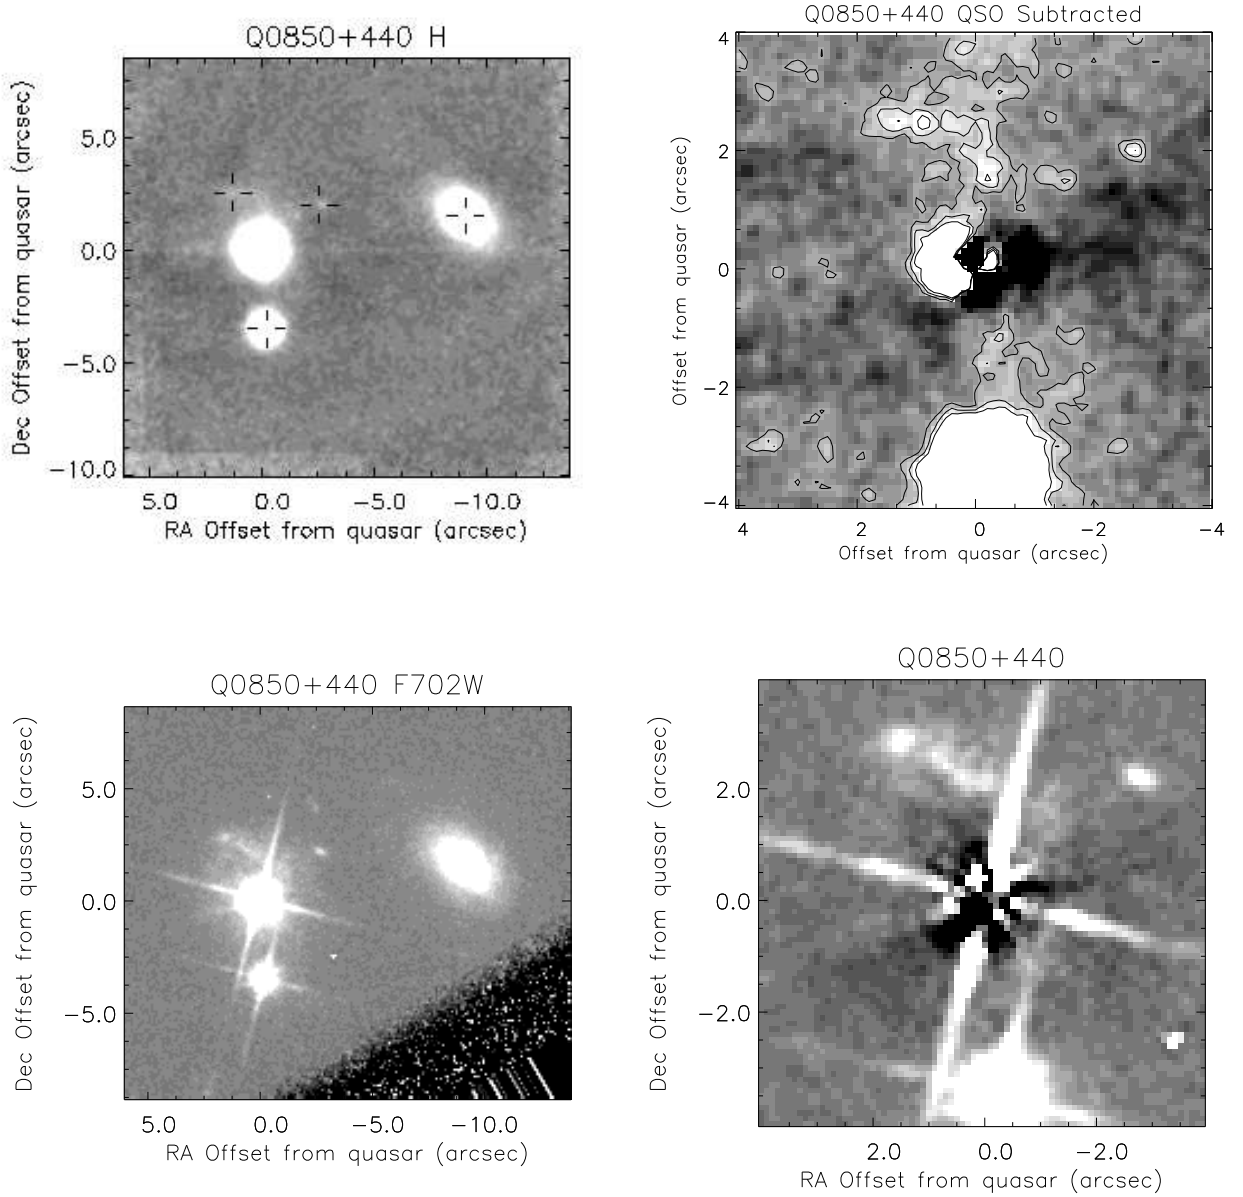 Q0850+440 H
Dec Offset from quasar (arcsec)
5.0
0.0
−5.0
−10.0
5.0 0.0 −5.0 −10.0
RA Offset from quasar (arcsec)
Q0850+440 QSO Subtracted
Offset from quasar (arcsec)
4
2
0
−2
−4
4 2 0 −2 −4
Offset from quasar (arcsec)
Q0850+440 F702W
Dec Offset from quasar (arcsec)
5.0
0.0
−5.0
5.0 0.0 −5.0 −10.0
RA Offset from quasar (arcsec)
Q0850+440
Dec Offset from quasar (arcsec)
2.0
0.0
−2.0
2.0 0.0 −2.0
RA Offset from quasar (arcsec)